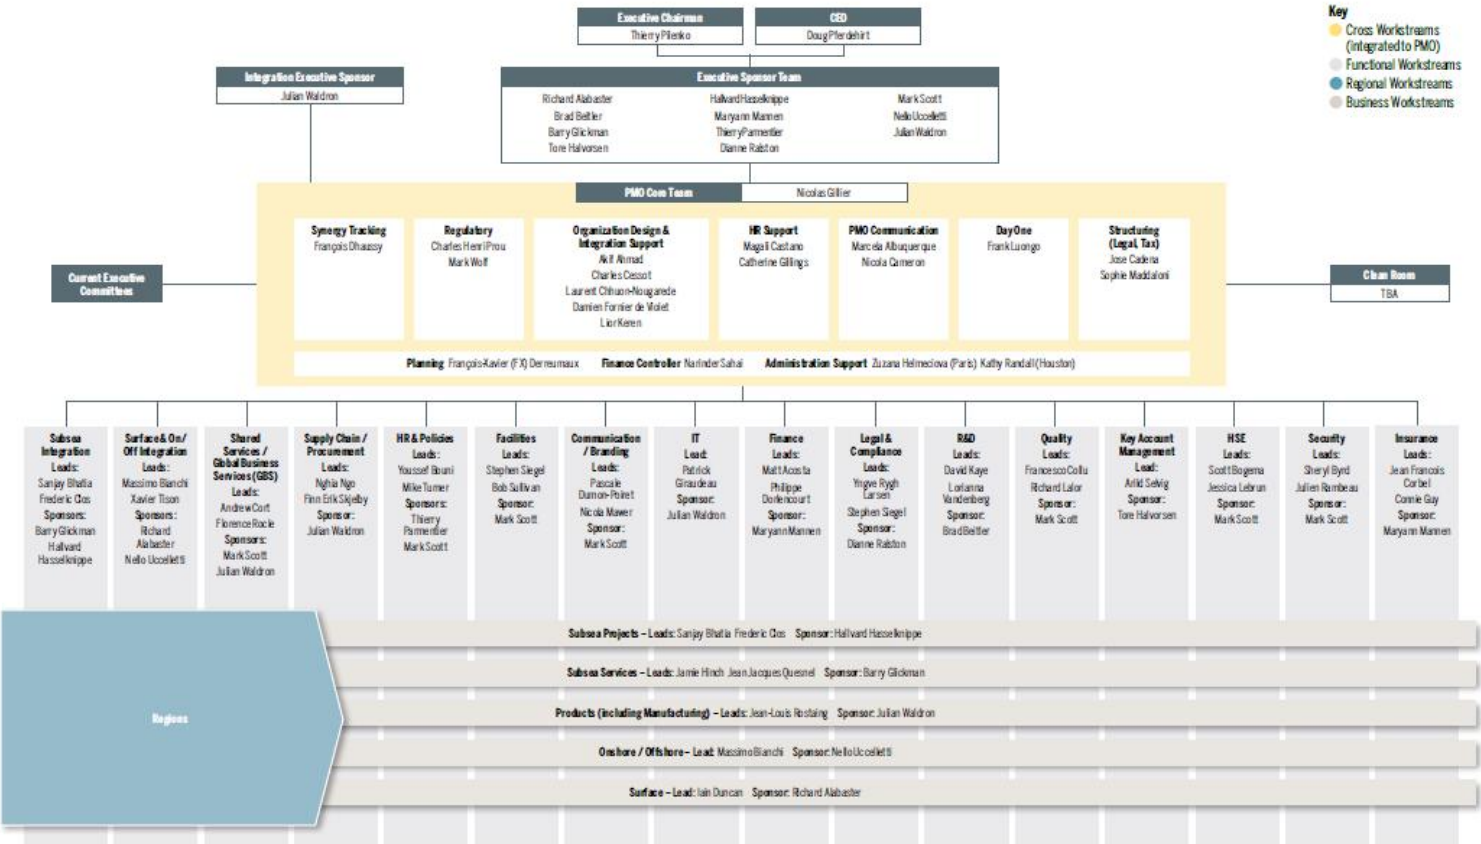 Executive Chairman
Thierry Pilenko
CEO
Doug Pferdehirt
Key
Cross Workstreams
(integrated to PMO)
Functional Workstreams
Regional Workstreams
Business Workstreams
Integration Executive Sponsor
Julian Waldron
Executive Sponsor Team
Richard Alabaster
Brad Beitler
Barry Glickman
Tore Halvorsen
Hallvard Hasselknippe
Maryann Mannen
Thierry Parmentier
Dianne Ralston
Mark Scott
Nello Uccelletti
Julian Waldron
PMO Core Team
Nicolas Gillier
Synergy Tracking
François Dhaussy
Regulatory
Charles Henri Prou
Mark Wolf
Organization Design &
Integration Support
Akif Ahmad
Charles Cessot
Laurent Chhuon-Nougarede
Damien Fornier de Violet
Lior Keren
HR Support
Magali Castano
Catherine Gillings
PMO Communication
Marcela Albuquerque
Nicola Cameron
Day One
Frank Luongo
Structuring
(Legal, Tax)
Jose Cadena
Sophie Maddaloni
Current Executive
Committees
Clean Room
TBA
Planning François-Xavier (FX) Derreumaux Finance Controller Narinder Sahai Administration Support Zuzana Helmeciova (Paris) Kathy Randall (Houston)
Subsea
Integration
Leads:
Sanjay Bhatia
Frederic Clos
Sponsors:
Barry Glickman
Hallvard
Hasselknippe
Surface & On/
Off Integration
Leads:
Massimo Bianchi
Xavier Tison
Sponsors:
Richard
Alabaster
Nello Uccelletti
Shared
Services /
Global Business
Services (GBS)
Leads:
Andrew Cort
Florence Rocle
Sponsors:
Mark Scott
Julian Waldron
Supply Chain /
Procurement
Leads:
Nghia Ngo
Finn Erik Skjelby
Sponsor:
Julian Waldron
HR & Policies
Leads:
Youssef Bouni
Mike Turner
Sponsors:
Thierry
Parmentier
Mark Scott
Facilities
Leads:
Stephen Siegel
Bob Sullivan
Sponsor:
Mark Scott
Communication
/ Branding
Leads:
Pascale
Dumon-Poiret
Nicola Mawer
Sponsor:
Mark Scott
IT
Lead:
Patrick
Giraudeau
Sponsor:
Julian Waldron
Finance
Leads:
Matt Acosta
Philippe
Dorlencourt
Sponsor:
Maryann Mannen
Legal &
Compliance
Leads:
Yngve Rygh
Larsen
Stephen Siegel
Sponsor:
Dianne Ralston
R&D
Leads:
David Kaye
Lorianna
Vandenberg
Sponsor:
Brad Beitler
Quality
Leads:
Francesco Collu
Richard Lalor
Sponsor:
Mark Scott
Key Account
Management
Lead:
Arild Selvig
Sponsor:
Tore Halvorsen
HSE
Leads:
Scott Bogema
Jessica Lebrun
Sponsor:
Mark Scott
Security
Leads:
Sheryl Byrd
Julien Rambeau
Sponsor:
Mark Scott
Insurance
Leads:
Jean Francois
Corbel
Connie Guy
Sponsor:
Maryann Mannen
Regions
Subsea Projects – Leads: Sanjay Bhatia Frederic Clos Sponsor: Hallvard Hasselknippe
Subsea Services – Leads: Jamie Hinch Jean Jacques Quesnel Sponsor: Barry Glickman
Products (including Manufacturing) – Leads: Jean-Louis Rostaing Sponsor: Julian Waldron
Onshore / Offshore – Lead: Massimo Bianchi Sponsor: Nello Uccelletti
Surface – Lead: Iain Duncan Sponsor: Richard Alabaster